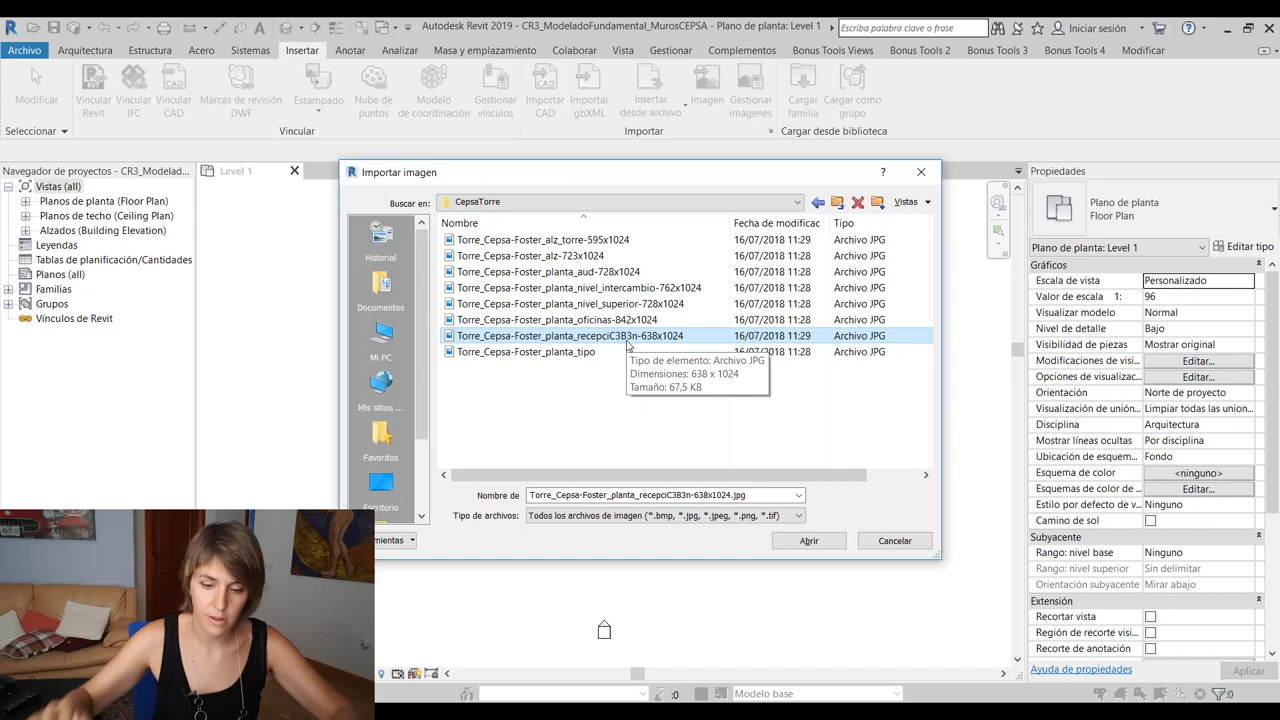 Autodesk Revit 2019 - CR3_ModeladoFundamental_MurosCEPSA - Plano de planta: Level 1
Escriba palabra clave o frase
Iniciar sesión
Archivo Arquitectura Estructura Acero Sistemas Insertar Anotar Analizar Masa y emplazamiento Colaborar Vista Gestionar Complementos Bonus Tools Views Bonus Tools 2 Bonus Tools 3 Bonus Tools 4 Modificar
Modificar
Vincular Revit
Vincular IFC
Vincular CAD
Marcas de revisión DWF
Estampado
Nube de puntos
Modelo de coordinación
Gestionar vínculos
Importar CAD
Importar gbXML
Insertar desde archivo
Imagen
Gestionar imágenes
Cargar familia
Cargar como grupo
Seleccionar
Vincular
Importar
Cargar desde biblioteca
Navegador de proyectos - CR3_Modelad...
Vistas (all)
Planos de planta (Floor Plan)
Planos de techo (Ceiling Plan)
Alzados (Building Elevation)
Leyendas
Tablas de planificación/Cantidades
Planos (all)
Familias
Grupos
Vínculos de Revit
Level 1
Importar imagen
Buscar en: CepsaTorre
Vistas
Historial
Documentos
Mi PC
Mis sitios ...
Favoritos
Escritorio
Nombre Fecha de modificac Tipo
Torre_Cepsa-Foster_alz_torre-595x1024 16/07/2018 11:29 Archivo JPG
Torre_Cepsa-Foster_alz-723x1024 16/07/2018 11:28 Archivo JPG
Torre_Cepsa-Foster_planta_aud-728x1024 16/07/2018 11:29 Archivo JPG
Torre_Cepsa-Foster_planta_nivel_intercambio-762x1024 16/07/2018 11:28 Archivo JPG
Torre_Cepsa-Foster_planta_nivel_superior-728x1024 16/07/2018 11:28 Archivo JPG
Torre_Cepsa-Foster_planta_oficinas-842x1024 16/07/2018 11:28 Archivo JPG
Torre_Cepsa-Foster_planta_recepciC3B3n-638x1024 16/07/2018 11:29 Archivo JPG
Torre_Cepsa-Foster_planta_tipo 16/07/2018 11:28 Archivo JPG
Tipo de elemento: Archivo JPG
Dimensiones: 638 x 1024
Tamaño: 67,5 KB
Nombre de Torre_Cepsa-Foster_planta_recepciC3B3n-638x1024.jpg
Tipo de archivos: Todos los archivos de imagen (*.bmp, *.jpg, *.jpeg, *.png, *.tif)
mientas Abrir Cancelar
Propiedades
Plano de planta
Floor Plan
Plano de planta: Level 1 Editar tipo
Gráficos
Escala de vista Personalizado
Valor de escala 1: 96
Visualizar modelo Normal
Nivel de detalle Bajo
Visibilidad de piezas Mostrar original
Modificaciones de visi... Editar...
Opciones de visualizac... Editar...
Orientación Norte de proyecto
Visualización de unión... Limpiar todas las union...
Disciplina Arquitectura
Mostrar líneas ocultas Por disciplina
Ubicación de esquem... Fondo
Esquema de color <ninguno>
Esquemas de color de ... Editar...
Estilo por defecto de v... Ninguno
Camino de sol
Subyacente
Rango: nivel base Ninguno
Rango: nivel superior Sin delimitar
Orientación subyacente Mirar abajo
Extensión
Recortar vista
Región de recorte visi...
Recorte de anotación
Ayuda de propiedades Aplicar
:0 Modelo base :0